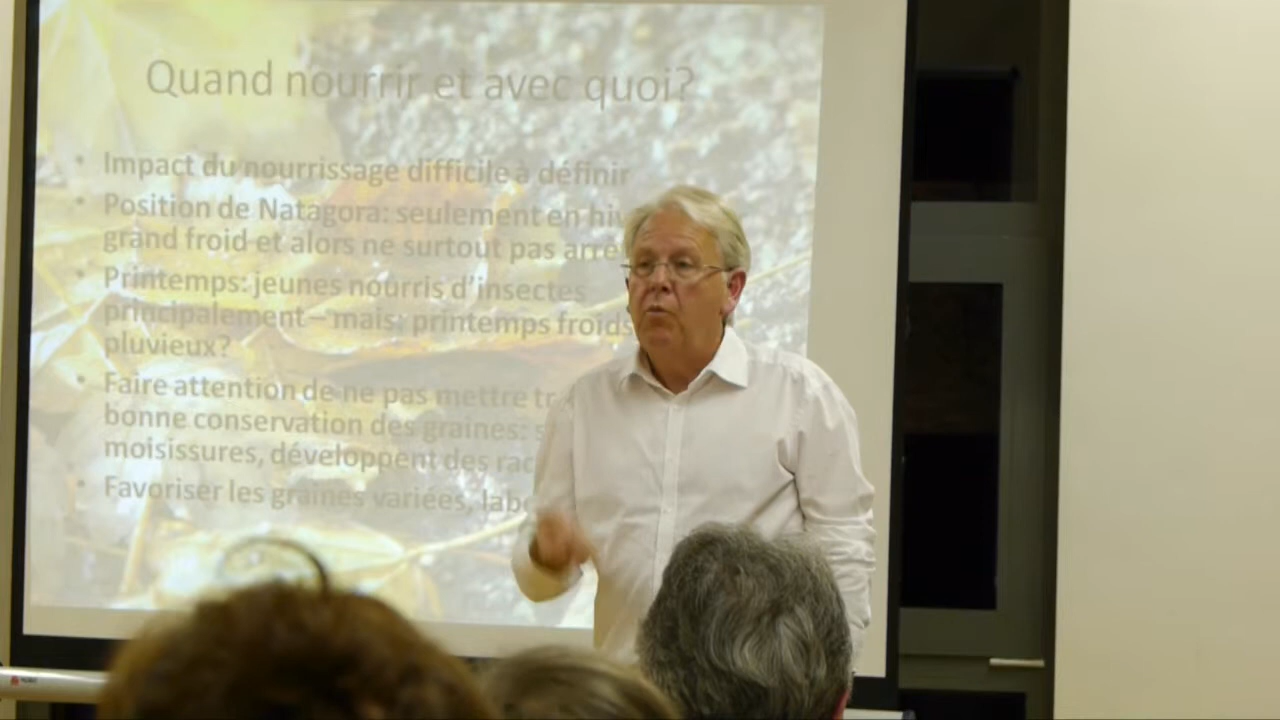 Quand nourrir et avec quoi?
• Impact du nourrissage difficile à définir
• Position de Natagora: seulement en hiv
grand froid et alors ne surtout pas arrê
• Printemps: jeunes nourris d'insectes
principalement – mais: printemps froids
pluvieux?
• Faire attention de ne pas mettre tr
bonne conservation des graines: s
moisissures, développent des rac
• Favoriser les graines variées, labe